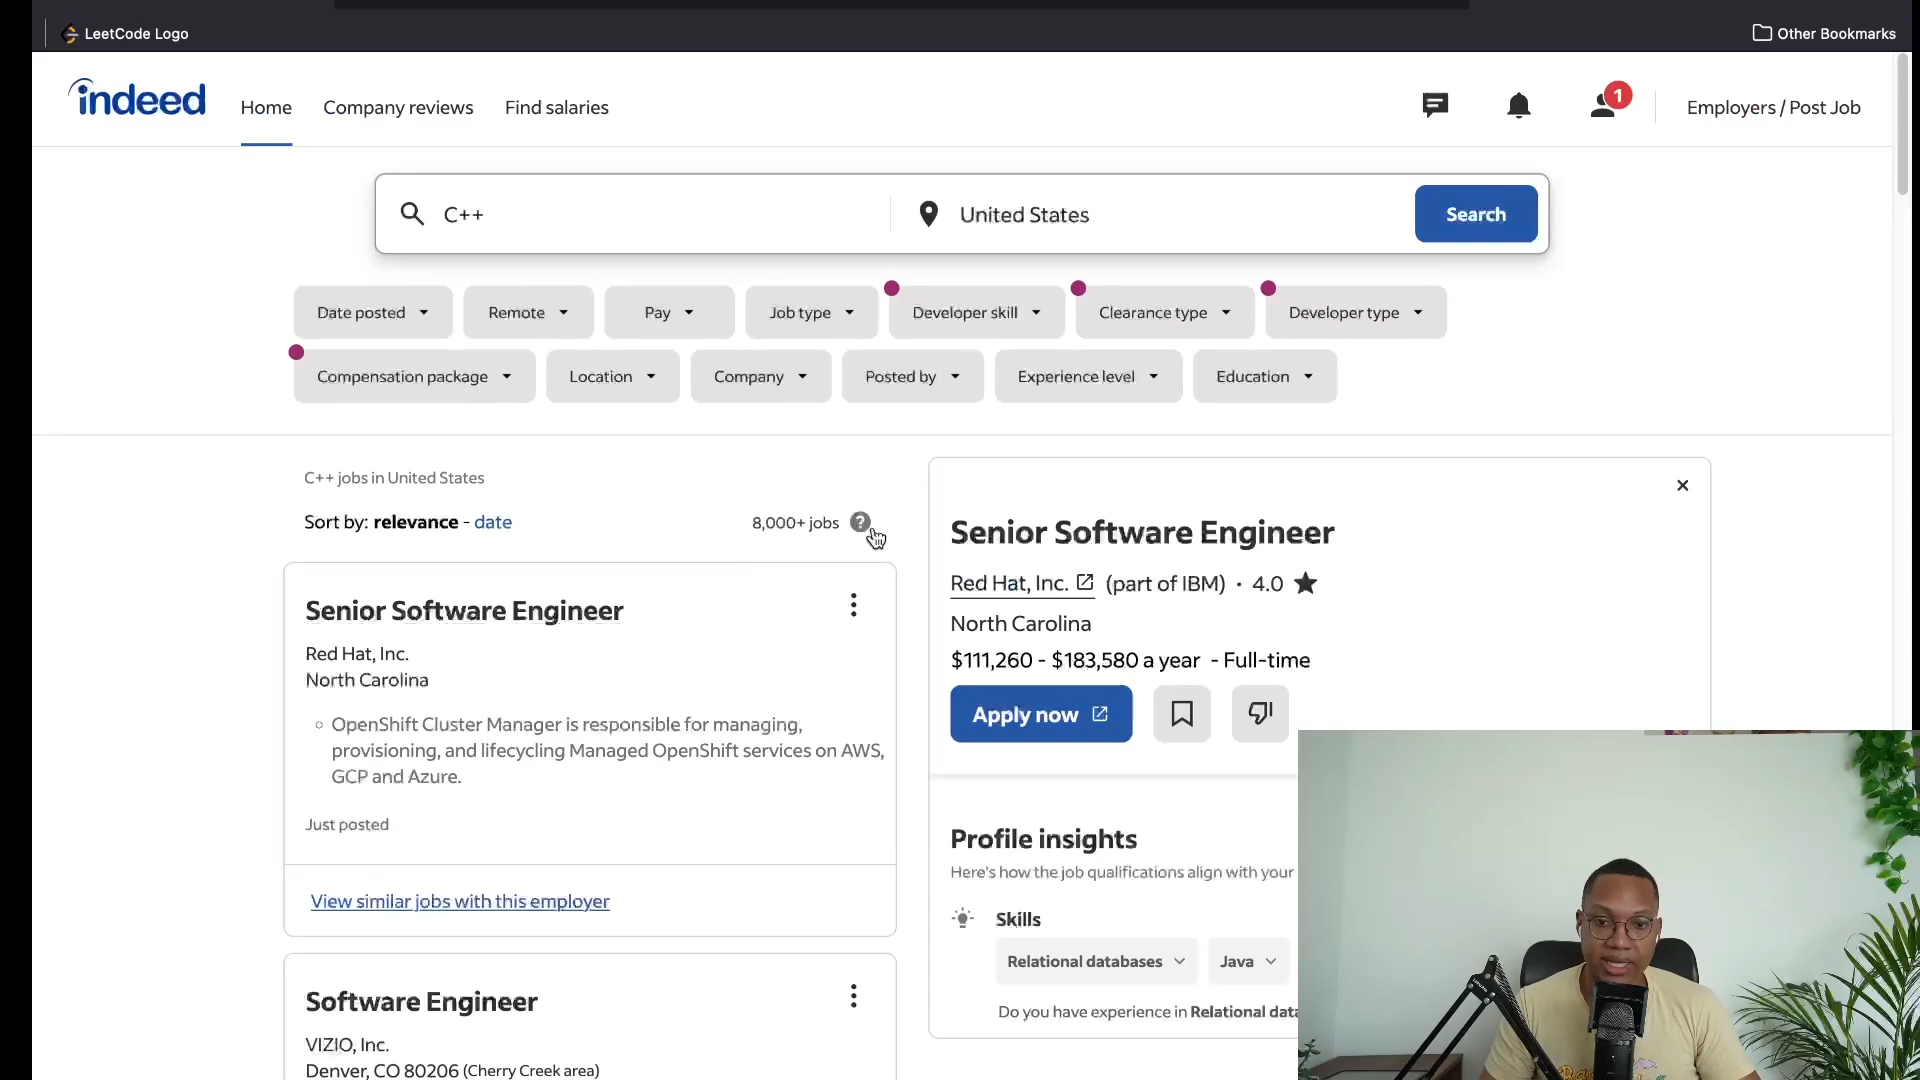 LeetCode Logo
Other Bookmarks
indeed
Home
Company reviews
Find salaries
1
Employers / Post Job
C++
United States
Search
Date posted
Remote
Pay
Job type
Developer skill
Clearance type
Developer type
Compensation package
Location
Company
Posted by
Experience level
Education
C++ jobs in United States
Sort by: relevance - date
8,000+ jobs
?
Senior Software Engineer
Red Hat, Inc.
North Carolina
OpenShift Cluster Manager is responsible for managing,
provisioning, and lifecycling Managed OpenShift services on AWS,
GCP and Azure.
Just posted
View similar jobs with this employer
Software Engineer
VIZIO, Inc.
Denver, CO 80206 (Cherry Creek area)
Senior Software Engineer
Red Hat, Inc. (part of IBM) · 4.0
North Carolina
$111,260 - $183,580 a year - Full-time
Apply now
Profile insights
Here's how the job qualifications align with your
Skills
Relational databases
Java
Do you have experience in Relational data